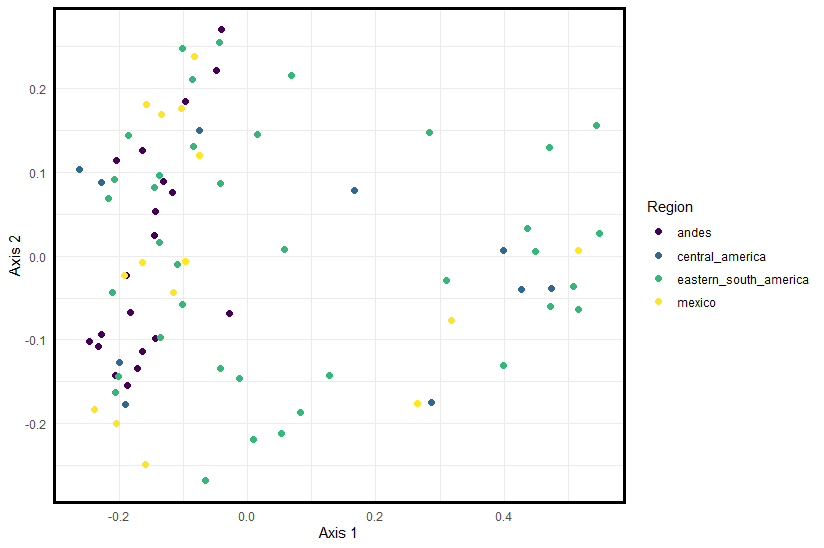 0.2
0.1
0.0
-0.1
-0.2
Axis 2
-0.2
0.0
0.2
0.4
Axis 1
Region
andes
central_america
eastern_south_america
mexico